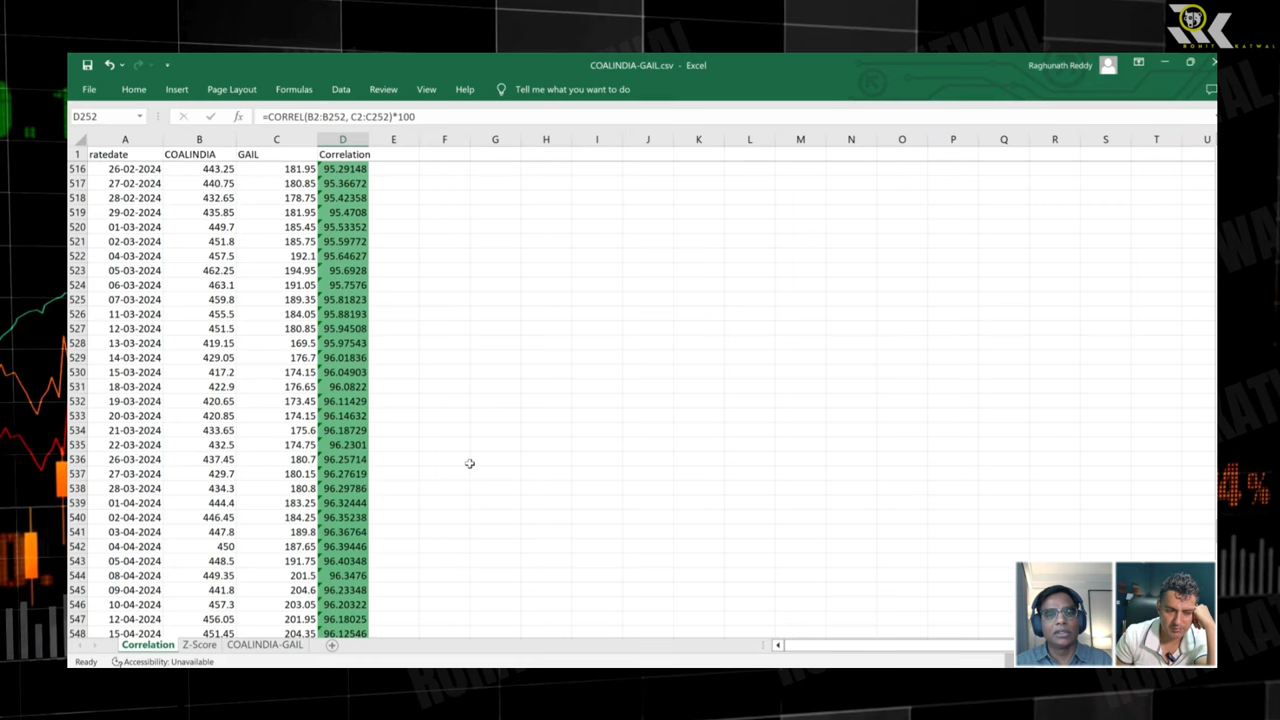 ROHIT KATWAL
COALINDIA-GAIL.csv - Excel
Raghunath Reddy
File Home Insert Page Layout Formulas Data Review View Help Tell me what you want to do
D252 fx =CORREL(B2:B252, C2:C252)*100
A B C D E F G H I J K L M N O P Q R S T U
1 ratedate COALINDIA GAIL Correlation
516 26-02-2024 443.25 181.95 95.29148
517 27-02-2024 440.75 180.85 95.36672
518 28-02-2024 432.65 178.75 95.42358
519 29-02-2024 435.85 181.95 95.4708
520 01-03-2024 449.7 185.45 95.53352
521 02-03-2024 451.8 185.75 95.59772
522 04-03-2024 457.5 192.1 95.64627
523 05-03-2024 462.25 194.95 95.6928
524 06-03-2024 463.1 191.05 95.7576
525 07-03-2024 459.8 189.35 95.81823
526 11-03-2024 455.5 184.05 95.88193
527 12-03-2024 451.5 180.85 95.94508
528 13-03-2024 419.15 169.5 95.97543
529 14-03-2024 429.05 176.7 96.01836
530 15-03-2024 417.2 174.15 96.04903
531 18-03-2024 422.9 176.65 96.0822
532 19-03-2024 420.65 173.45 96.11429
533 20-03-2024 420.85 174.15 96.14632
534 21-03-2024 433.65 175.6 96.18729
535 22-03-2024 432.5 174.75 96.2301
536 26-03-2024 437.45 180.7 96.25714
537 27-03-2024 429.7 180.15 96.27619
538 28-03-2024 434.3 180.8 96.29786
539 01-04-2024 444.4 183.25 96.32444
540 02-04-2024 446.45 184.25 96.35238
541 03-04-2024 447.8 189.8 96.36764
542 04-04-2024 450 187.65 96.39446
543 05-04-2024 448.5 191.75 96.40348
544 08-04-2024 449.35 201.5 96.3476
545 09-04-2024 441.8 204.6 96.23348
546 10-04-2024 457.3 203.05 96.20322
547 12-04-2024 456.05 201.95 96.18025
548 15-04-2024 451.45 204.35 96.12546
Correlation Z-Score COALINDIA-GAIL
Ready Accessibility: Unavailable